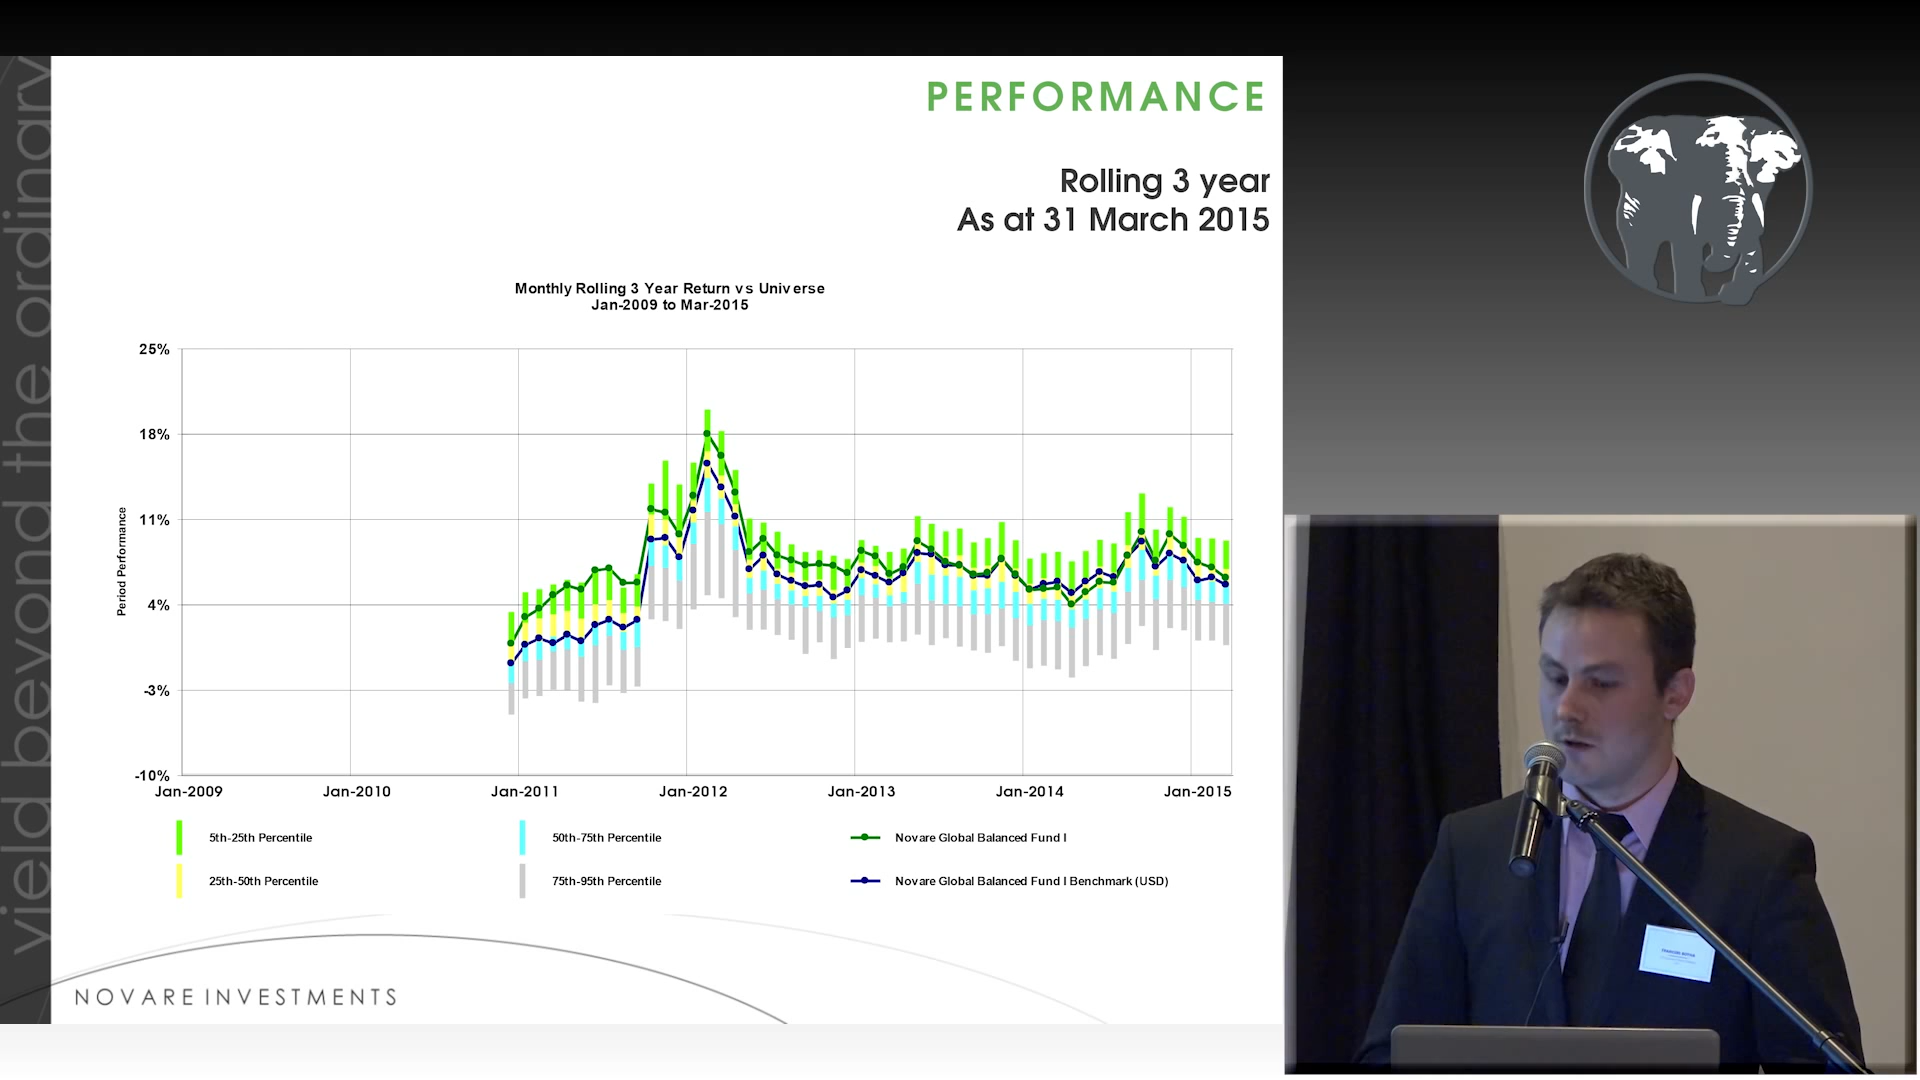 yield beyond the ordinary
PERFORMANCE
Rolling 3 year
As at 31 March 2015
Monthly Rolling 3 Year Return vs Universe
Jan-2009 to Mar-2015
Period Performance
25%
18%
11%
4%
-3%
-10%
Jan-2009 Jan-2010 Jan-2011 Jan-2012 Jan-2013 Jan-2014 Jan-2015
5th-25th Percentile 50th-75th Percentile Novare Global Balanced Fund I
25th-50th Percentile 75th-95th Percentile Novare Global Balanced Fund I Benchmark (USD)
NOVARE INVESTMENTS